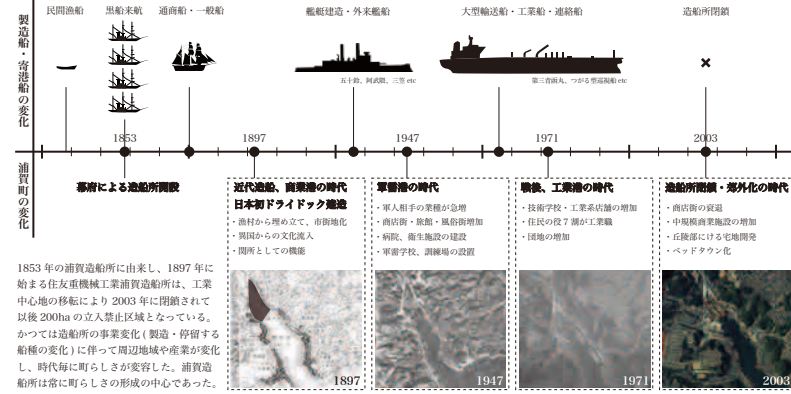 製造船・寄港船の変化
民間漁船
黒船来航
通商船・一般船
艦艇建造・外来艦船
大型輸送船・工業船・連絡船
造船所閉鎖
五十鈴、阿武隈、三笠 etc
第三青函丸、つがる型巡視船 etc
1853
1897
1947
1971
2003
浦賀町の変化
幕府による造船所開設
近代造船、商業港の時代
日本初ドライドック建造
・漁村から埋め立て、市街地化
・異国からの文化流入
・関所としての機能
軍需港の時代
・軍人相手の業種が急増
・商店街・旅館・風俗街増加
・病院、衛生施設の建設
・軍需学校、訓練場の設置
戦後、工業港の時代
・技術学校・工業系店舗の増加
・住民の役 7 割が工業職
・団地の増加
造船所閉鎖・郊外化の時代
・商店街の衰退
・中規模商業施設の増加
・丘陵部にける宅地開発
・ベッドタウン化
1853 年の浦賀造船所に由来し、1897 年に
始まる住友重機械工業浦賀造船所は、工業
中心地の移転により 2003 年に閉鎖されて
以後 200ha の立入禁止区域となっている。
かつては造船所の事業変化 ( 製造・停留する
船種の変化 ) に伴って周辺地域や産業が変化
し、時代毎に町らしさが変容した。浦賀造
船所は常に町らしさの形成の中心であった。
1897
1947
1971
2003